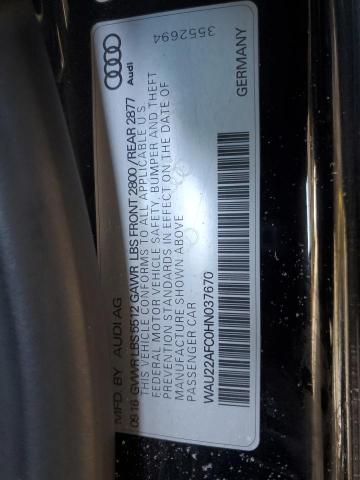 MFD. BY AUDI AG
09.16 GVWR LBS 5512 GAWR LBS FRONT 2800 / REAR 2877
THIS VEHICLE CONFORMS TO ALL APPLICABLE U.S.
FEDERAL MOTOR VEHICLE SAFETY, BUMPER AND THEFT
PREVENTION STANDARDS IN EFFECT ON THE DATE OF
MANUFACTURE SHOWN ABOVE
PASSENGER CAR
WAU22AFC0HN037670
Audi
3552694
GERMANY